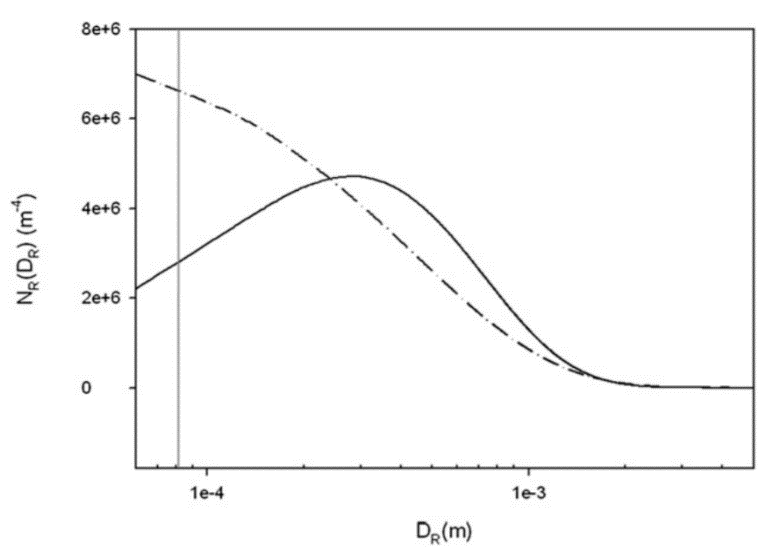 8e+6
6e+6
4e+6
2e+6
0
N_R(D_R) (m^-4)
1e-4 1e-3
D_R(m)